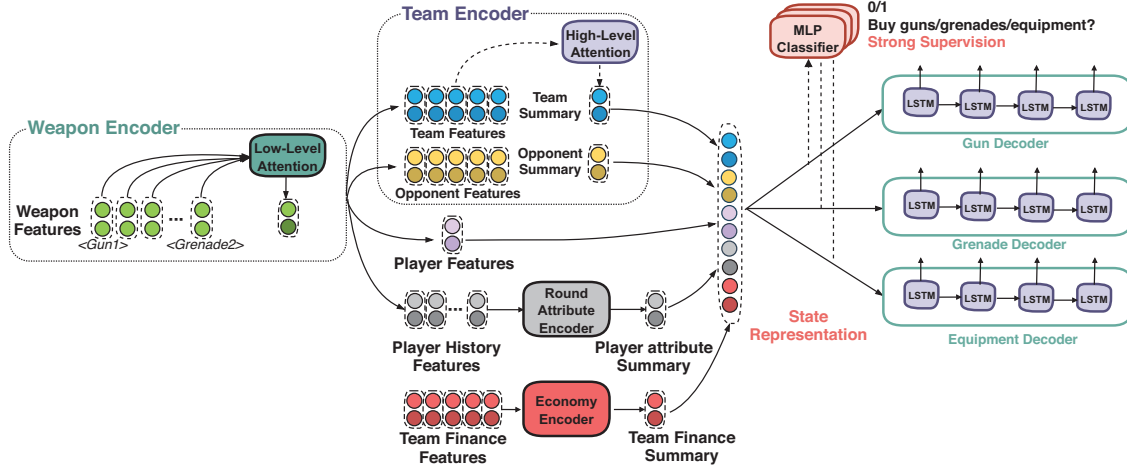 Team Encoder
High-Level
Attention
Team
Summary
Team Features
Opponent
Summary
Opponent Features
Weapon Encoder
Low-Level
Attention
Weapon
Features
...
<Gun1>
<Grenade2>
Player Features
...
Round
Attribute
Encoder
Player History
Features
Player attribute
Summary
Economy
Encoder
Team Finance
Features
Team Finance
Summary
MLP
Classifier
0/1
Buy guns/grenades/equipment?
Strong Supervision
State
Representation
LSTM LSTM LSTM LSTM
Gun Decoder
LSTM LSTM LSTM LSTM
Grenade Decoder
LSTM LSTM LSTM LSTM
Equipment Decoder